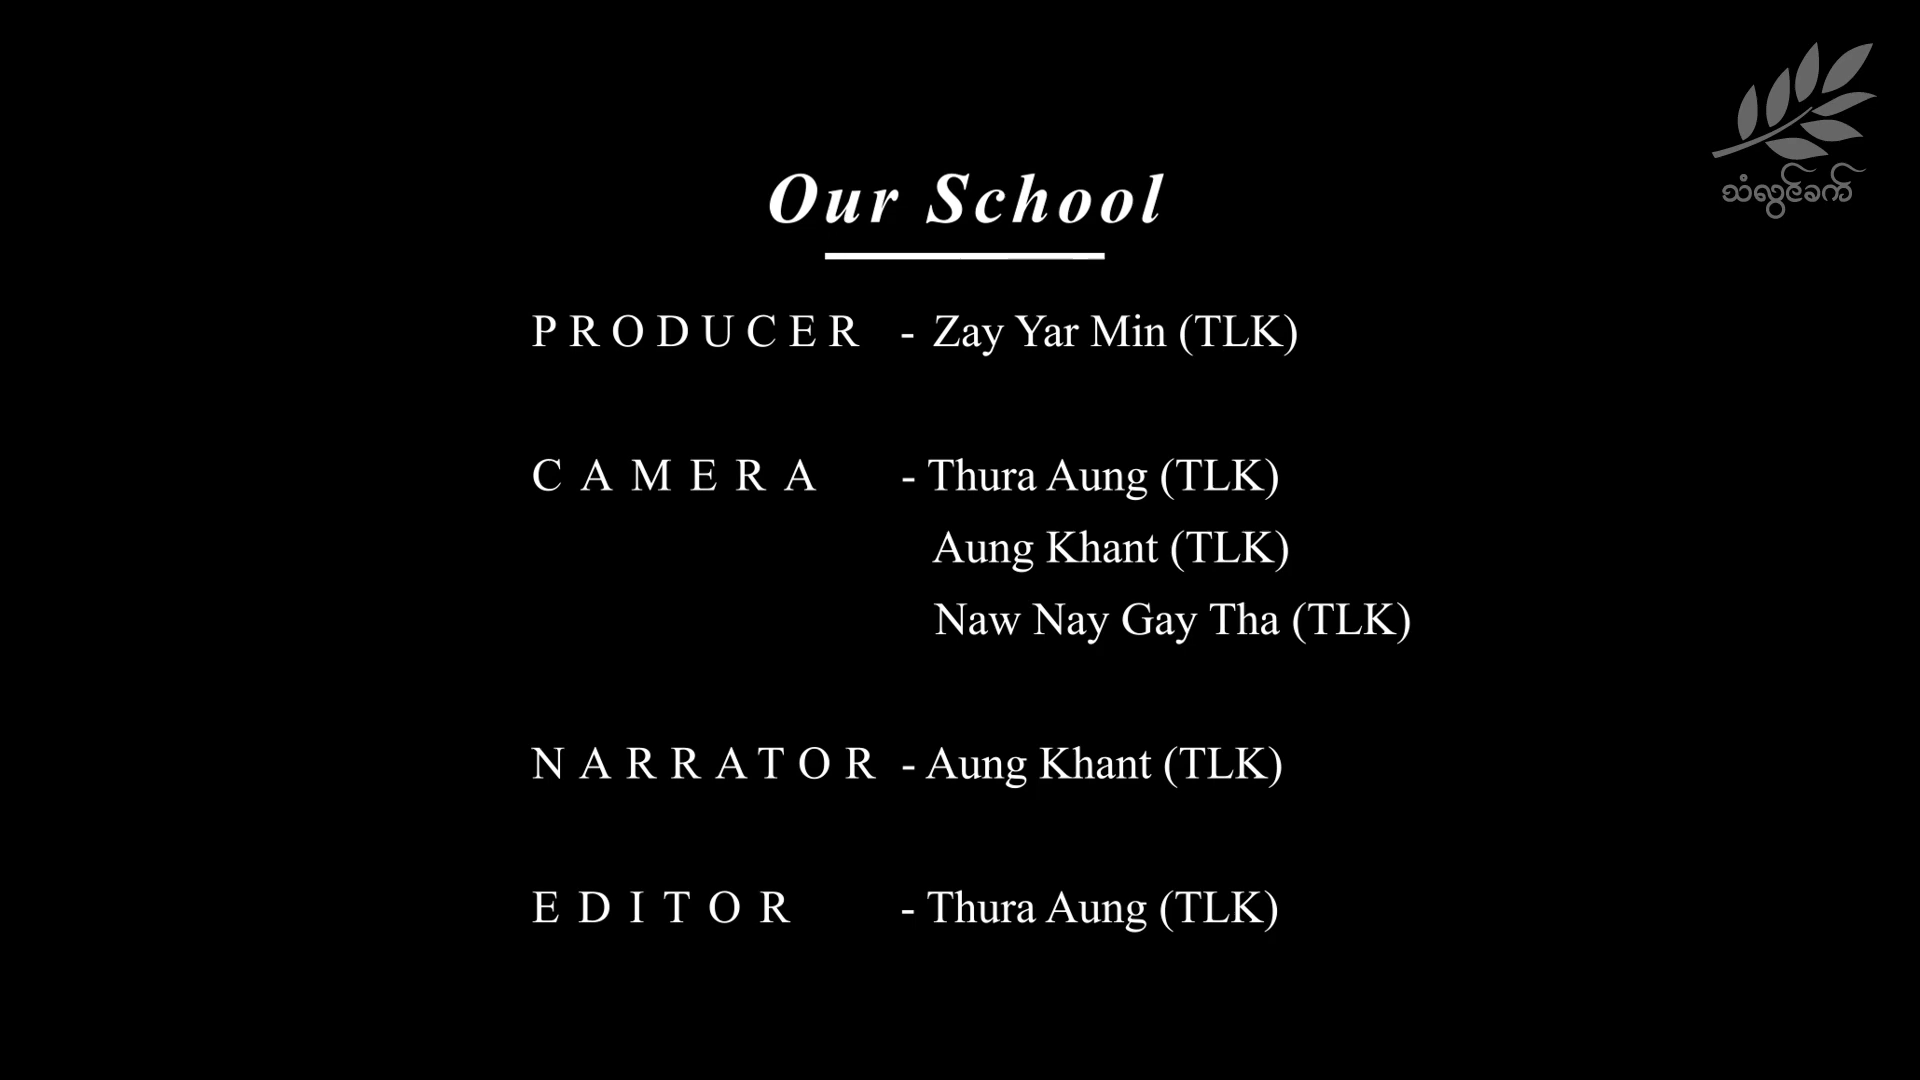 သံလွင်ခက်
Our School
PRODUCER - Zay Yar Min (TLK)
CAMERA - Thura Aung (TLK)
Aung Khant (TLK)
Naw Nay Gay Tha (TLK)
NARRATOR - Aung Khant (TLK)
EDITOR - Thura Aung (TLK)